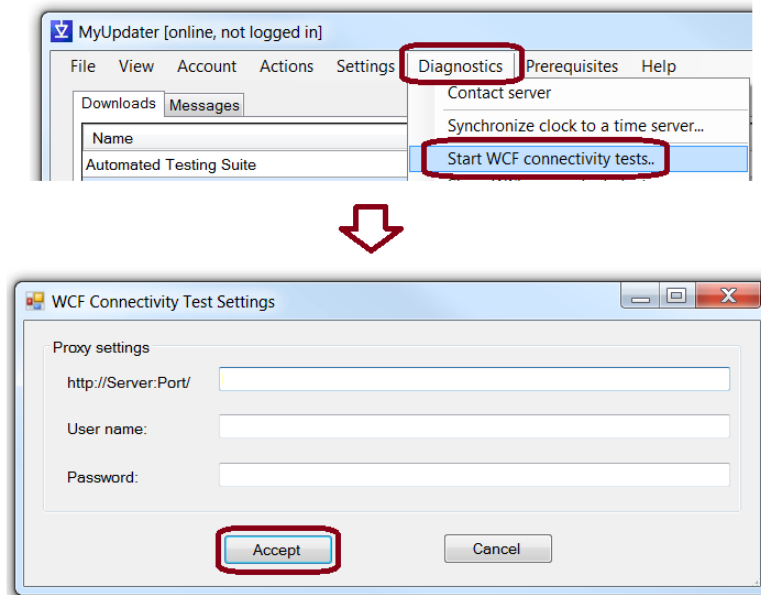 MyUpdater [online, not logged in]
File View Account Actions Settings Diagnostics Prerequisites Help
Downloads Messages
Contact server
Name
Synchronize clock to a time server...
Automated Testing Suite
Start WCF connectivity tests..
WCF Connectivity Test Settings
Proxy settings
http://Server:Port/
User name:
Password:
Accept Cancel